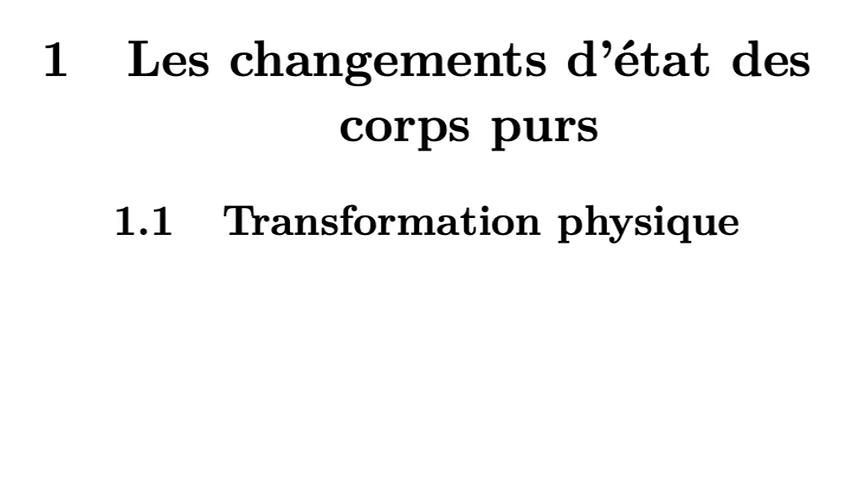 1 Les changements d'état des
corps purs
1.1 Transformation physique